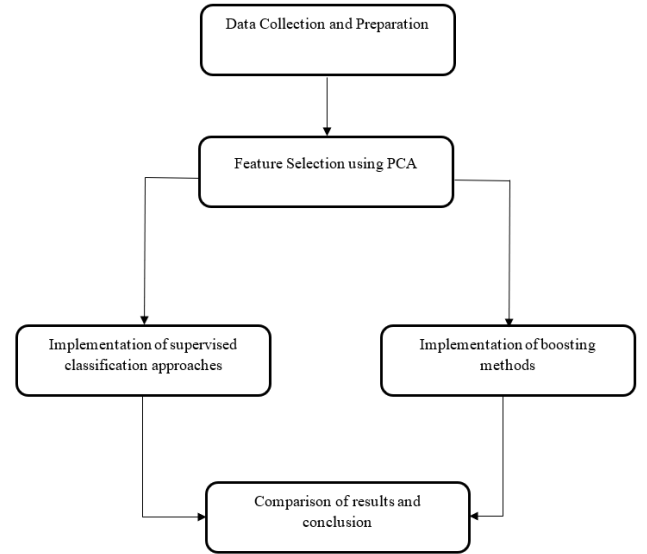 Data Collection and Preparation
Feature Selection using PCA
Implementation of supervised
classification approaches
Implementation of boosting
methods
Comparison of results and
conclusion